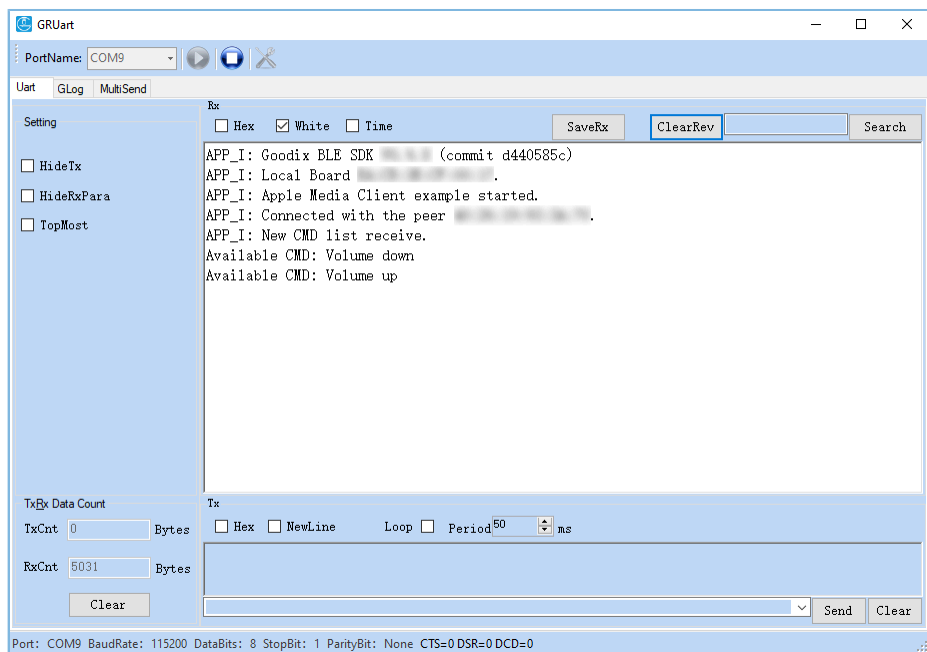 GRUart
PortName: COM9
Uart GLog MultiSend
Setting
HideTx
HideRxPara
TopMost
Rx
Hex White Time SaveRx ClearRev Search
APP_I: Goodix BLE SDK (commit d440585c)
APP_I: Local Board .
APP_I: Apple Media Client example started.
APP_I: Connected with the peer .
APP_I: New CMD list receive.
Available CMD: Volume down
Available CMD: Volume up
TxRx Data Count
TxCnt 0 Bytes
RxCnt 5031 Bytes
Clear
Tx
Hex NewLine Loop Period 50 ms
Send Clear
Port: COM9 BaudRate: 115200 DataBits: 8 StopBit: 1 ParityBit: None CTS=0 DSR=0 DCD=0